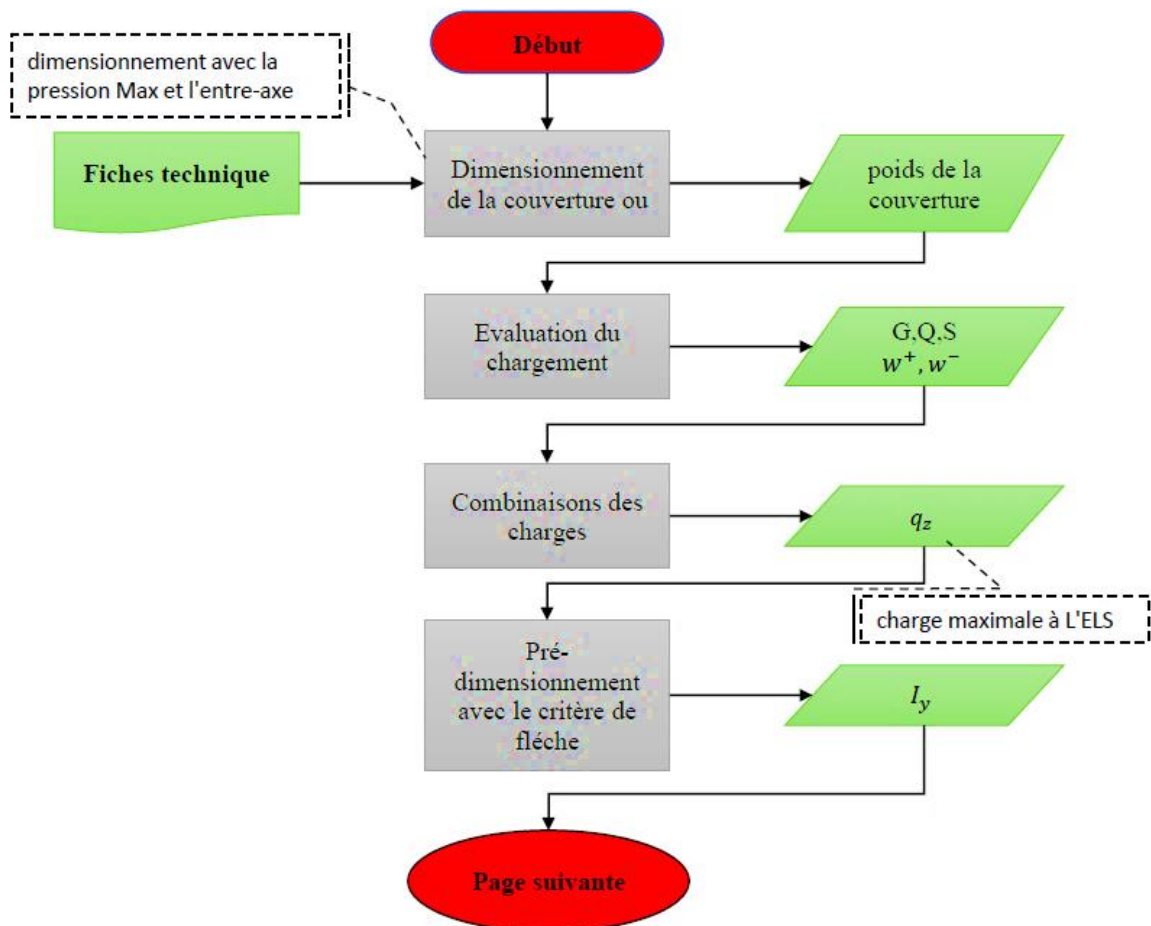 Début
dimensionnement avec la
pression Max et l'entre-axe
Fiches technique
Dimensionnement
de la couverture ou
poids de la
couverture
Evaluation du
chargement
G,Q,S
w⁺, w⁻
Combinaisons des
charges
q_z
charge maximale à L'ELS
Pré-
dimensionnement
avec le critère de
fléche
I_y
Page suivante